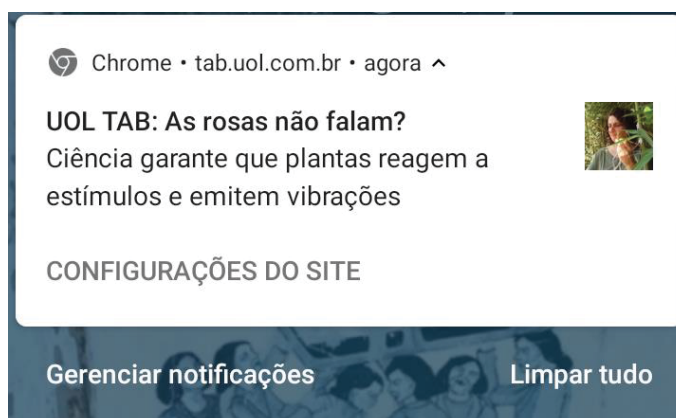 Chrome • tab.uol.com.br • agora
UOL TAB: As rosas não falam?
Ciência garante que plantas reagem a
estímulos e emitem vibrações
CONFIGURAÇÕES DO SITE
Gerenciar notificações
Limpar tudo